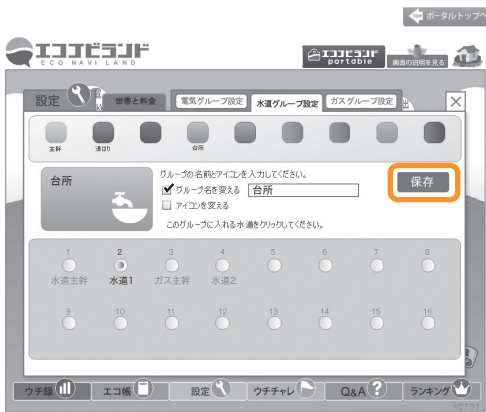 ポータルトップへ
エココビランド
ECO NAVI LAND
エココビランド
portable
画面の説明を見る
設定
世帯と料金
電気グループ設定
水道グループ設定
ガスグループ設定
主幹
湯はり
台所
台所
グループの名前とアイコンを入力してください。
グループ名を変える
台所
アイコンを変える
このグループに入れる水道をクリックしてください。
保存
1 2 3 4 5 6 7 8
水道主幹 水道1 ガス主幹 水道2
9 10 11 12 13 14 15 16
ウチ録
エコ帳
設定
ウチチャレ
Q&A
?
ランキング
V2.1.31